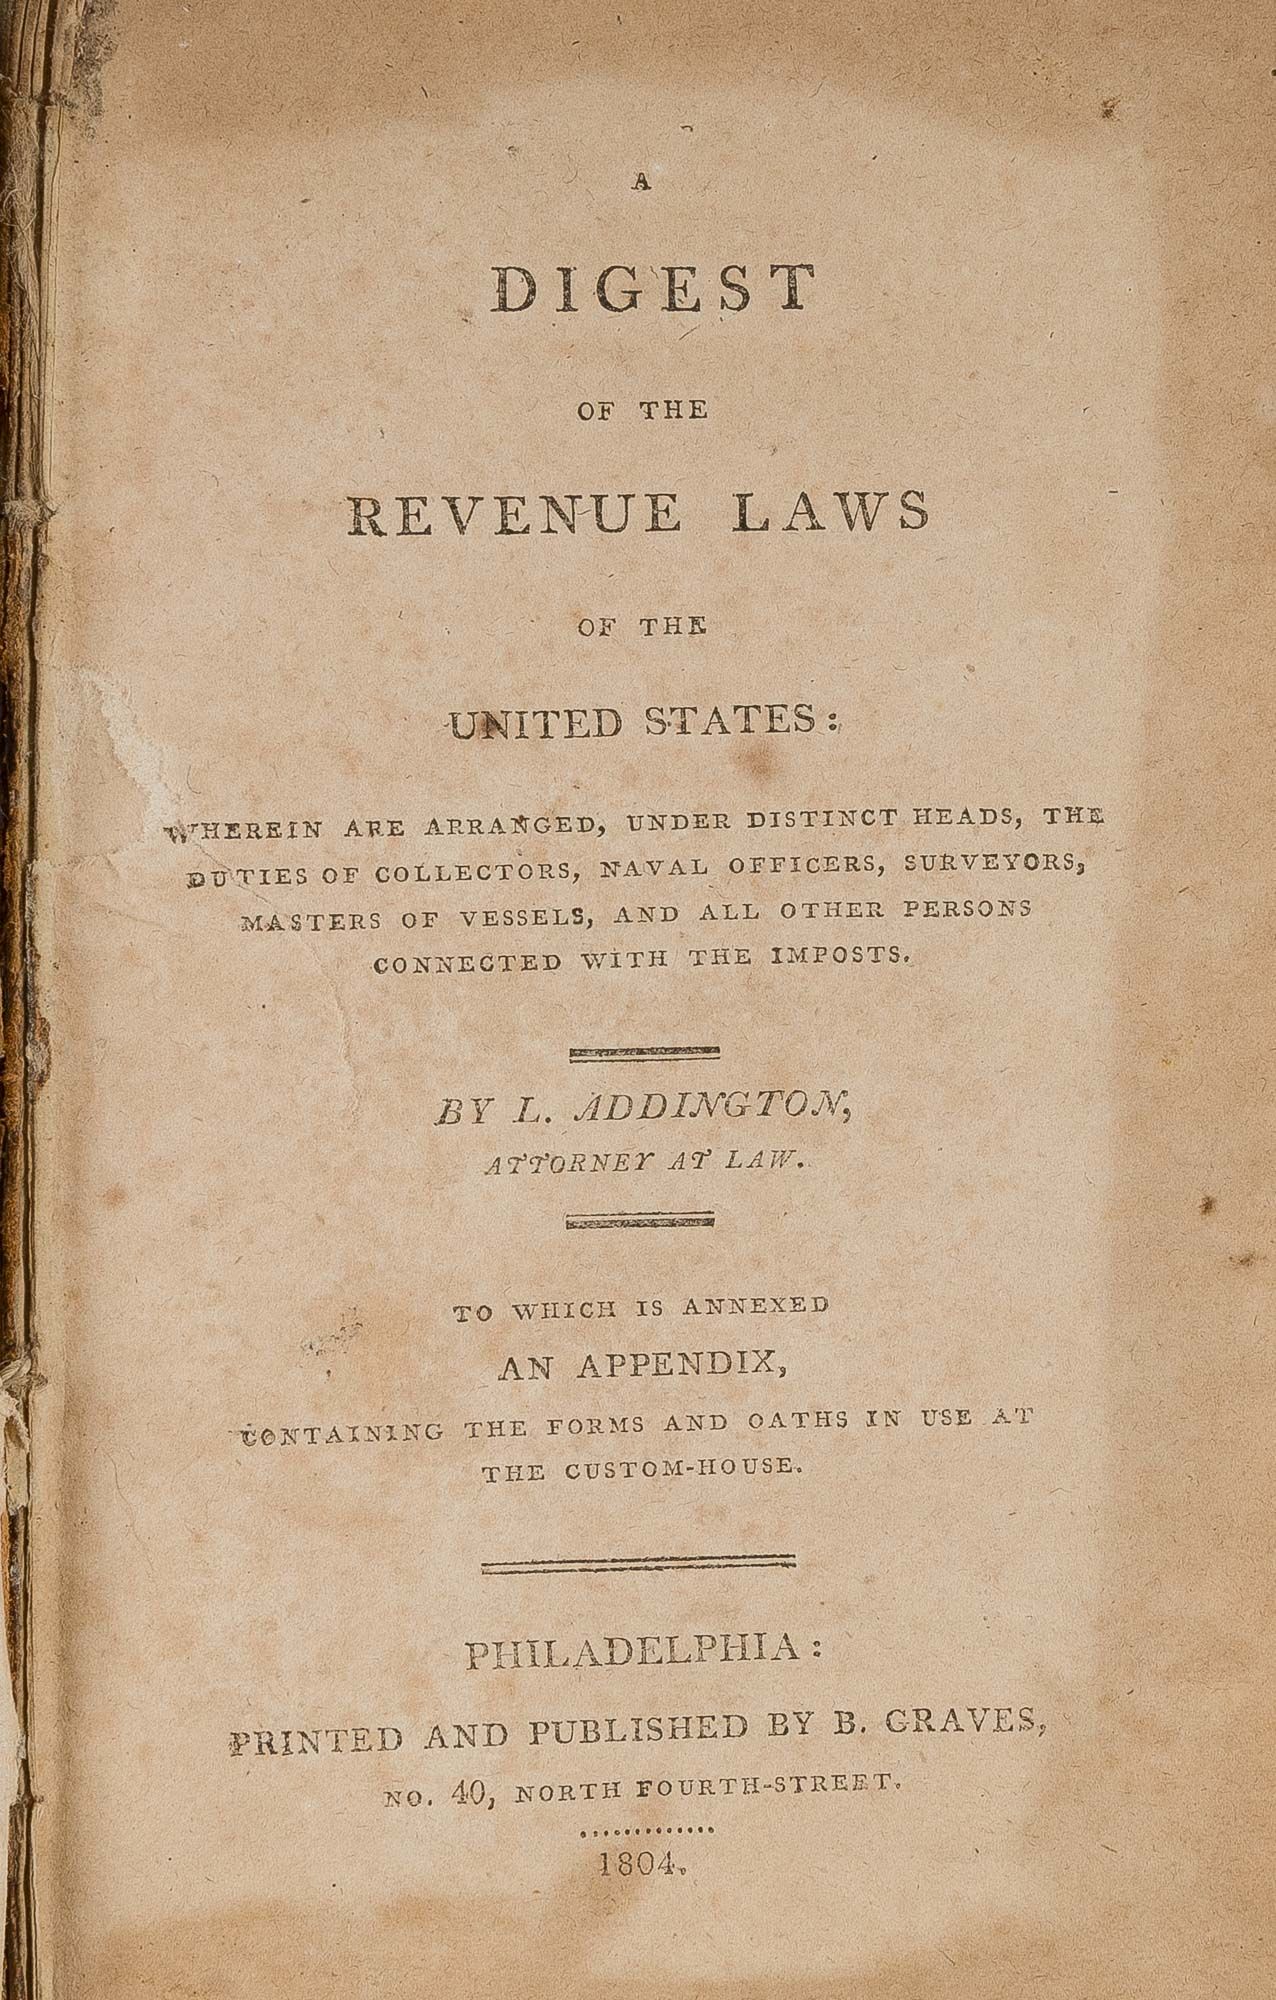 A
DIGEST
OF THE
REVENUE LAWS
OF THE
UNITED STATES:
WHEREIN ARE ARRANGED, UNDER DISTINCT HEADS, THE
DUTIES OF COLLECTORS, NAVAL OFFICERS, SURVEYORS,
MASTERS OF VESSELS, AND ALL OTHER PERSONS
CONNECTED WITH THE IMPOSTS.
BY L. ADDINGTON,
ATTORNEY AT LAW.
TO WHICH IS ANNEXED
AN APPENDIX,
CONTAINING THE FORMS AND OATHS IN USE AT
THE CUSTOM-HOUSE.
PHILADELPHIA:
PRINTED AND PUBLISHED BY B. GRAVES,
NO. 40, NORTH FOURTH-STREET.
1804.